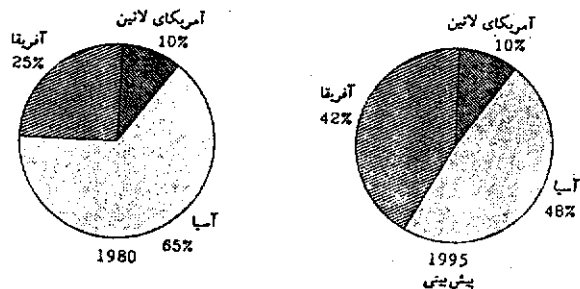 آمریکای لاتین
10%
آفریقا
25%
آسیا
65%
1980
آمریکای لاتین
10%
آفریقا
42%
آسیا
48%
1995
پیش بینی